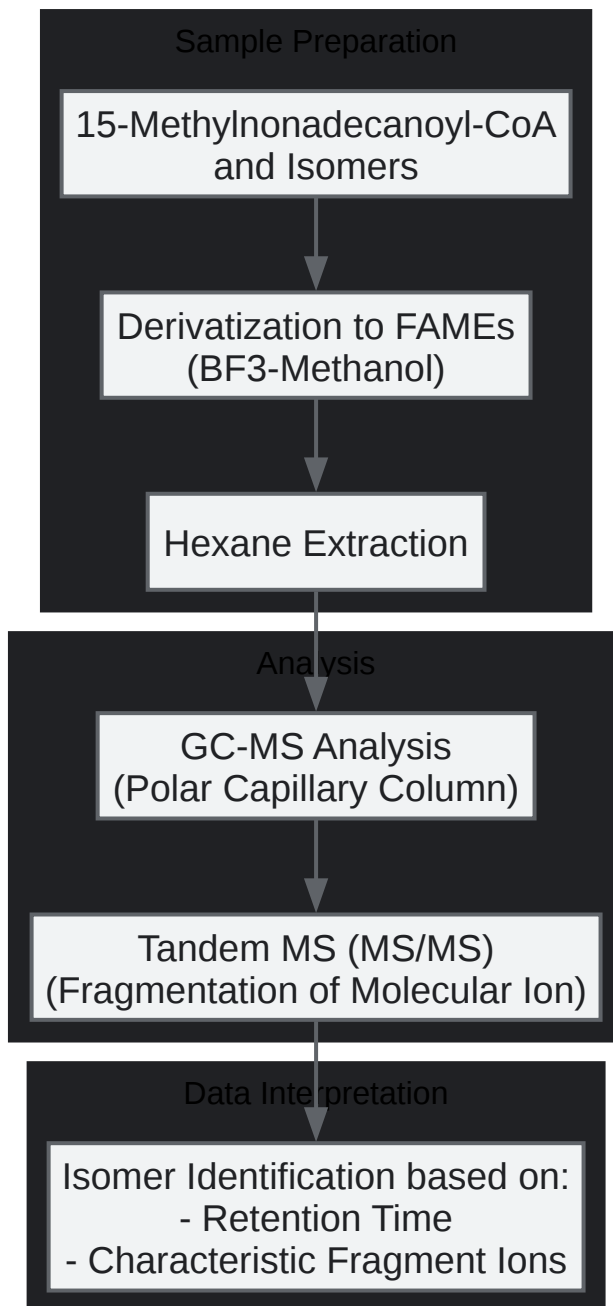 Sample Preparation
15-Methylnonadecanoyl-CoA
and Isomers
Derivatization to FAMEs
(BF3-Methanol)
Hexane Extraction
Analysis
GC-MS Analysis
(Polar Capillary Column)
Tandem MS (MS/MS)
(Fragmentation of Molecular Ion)
Data Interpretation
Isomer Identification based on:
- Retention Time
- Characteristic Fragment Ions